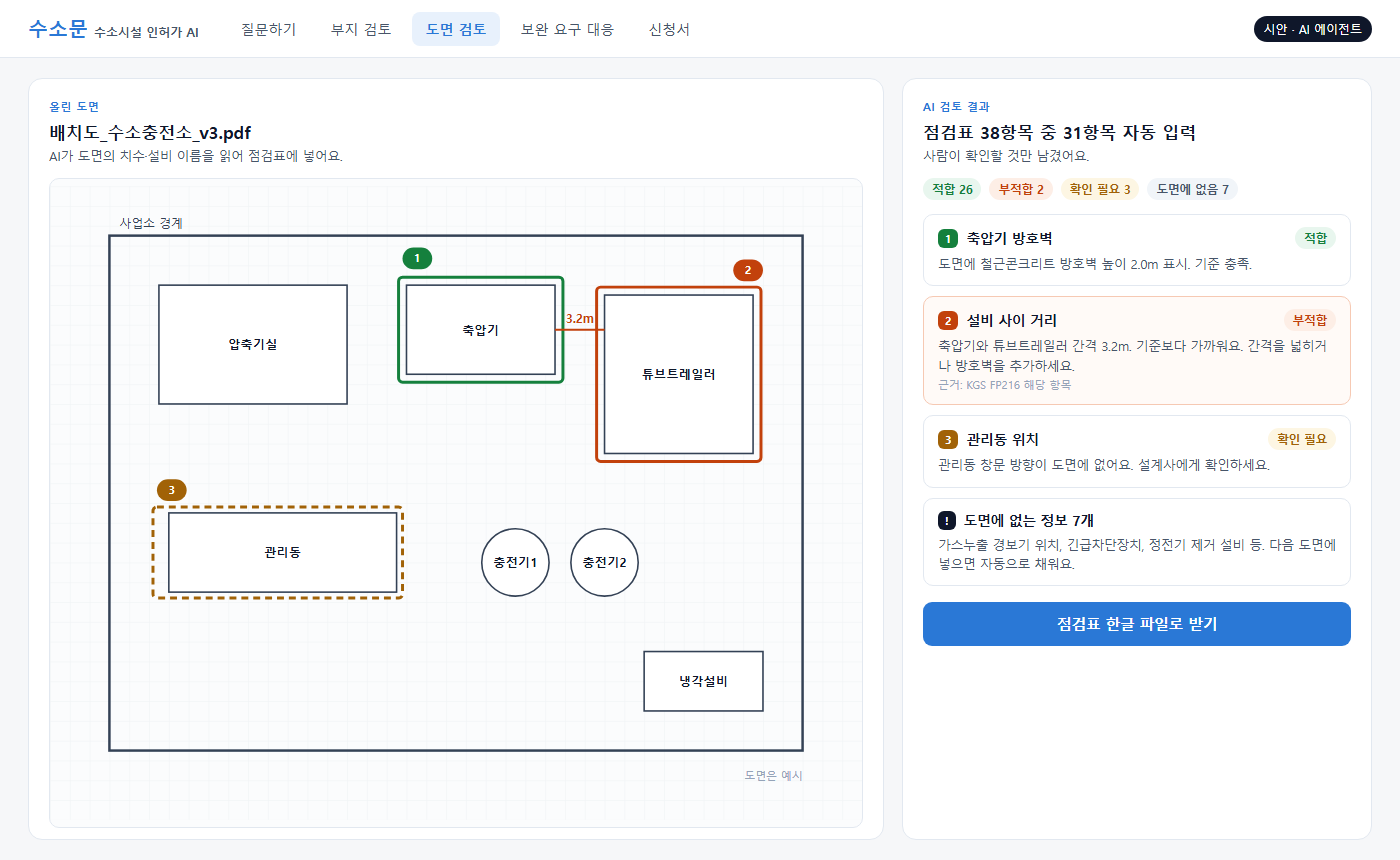 수소문 수소시설 인허가 AI
질문하기
부지 검토
도면 검토
보완 요구 대응
신청서
시안 · AI 에이전트
올린 도면
배치도_수소충전소_v3.pdf
AI가 도면의 치수·설비 이름을 읽어 점검표에 넣어요.
사업소 경계
1
2
압축기실
축압기
3.2m
튜브트레일러
3
관리동
충전기1
충전기2
냉각설비
도면은 예시
AI 검토 결과
점검표 38항목 중 31항목 자동 입력
사람이 확인할 것만 남겼어요.
적합 26
부적합 2
확인 필요 3
도면에 없음 7
1 축압기 방호벽 적합
도면에 철근콘크리트 방호벽 높이 2.0m 표시. 기준 충족.
2 설비 사이 거리 부적합
축압기와 튜브트레일러 간격 3.2m. 기준보다 가까워요. 간격을 넓히거
나 방호벽을 추가하세요.
근거: KGS FP216 해당 항목
3 관리동 위치 확인 필요
관리동 창문 방향이 도면에 없어요. 설계사에게 확인하세요.
! 도면에 없는 정보 7개
가스누출 경보기 위치, 긴급차단장치, 정전기 제거 설비 등. 다음 도면에
넣으면 자동으로 채워요.
점검표 한글 파일로 받기